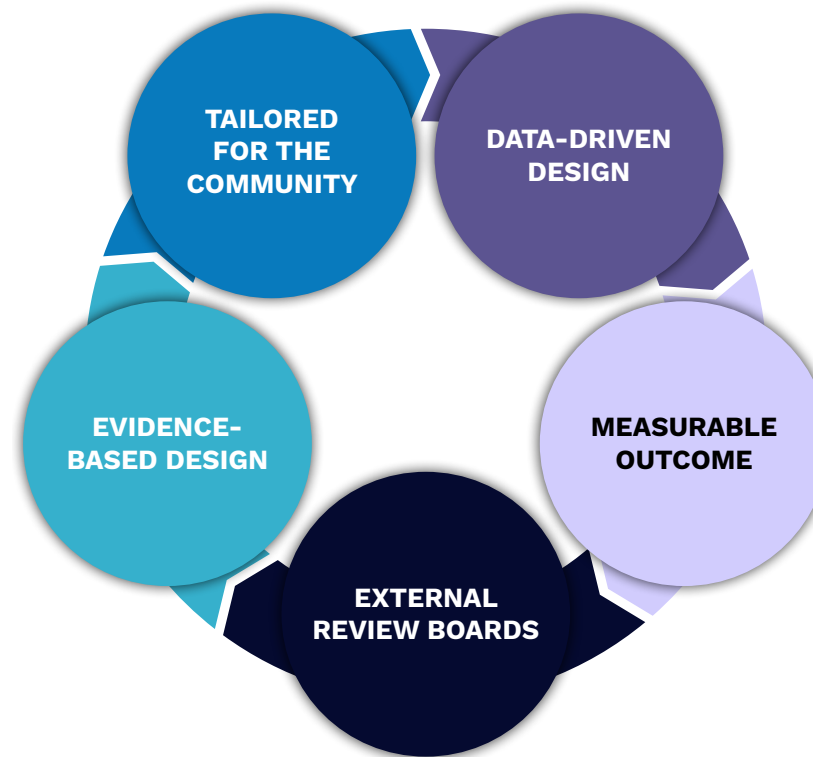 TAILORED
FOR THE
COMMUNITY
DATA-DRIVEN
DESIGN
EVIDENCE-
BASED DESIGN
MEASURABLE
OUTCOME
EXTERNAL
REVIEW BOARDS